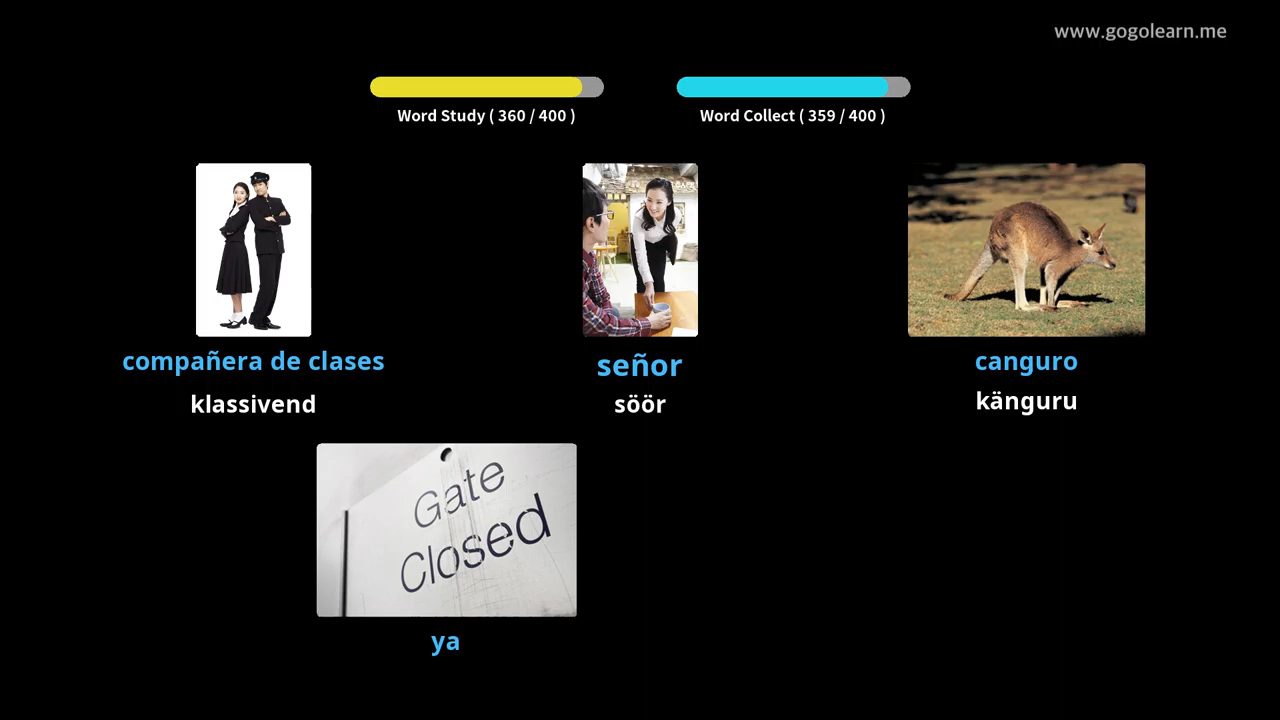 www.gogolearn.me
Word Study ( 360 / 400 )
Word Collect ( 359 / 400 )
compañera de clases
señor
canguro
klassivend
söör
känguru
Gate
Closed
ya